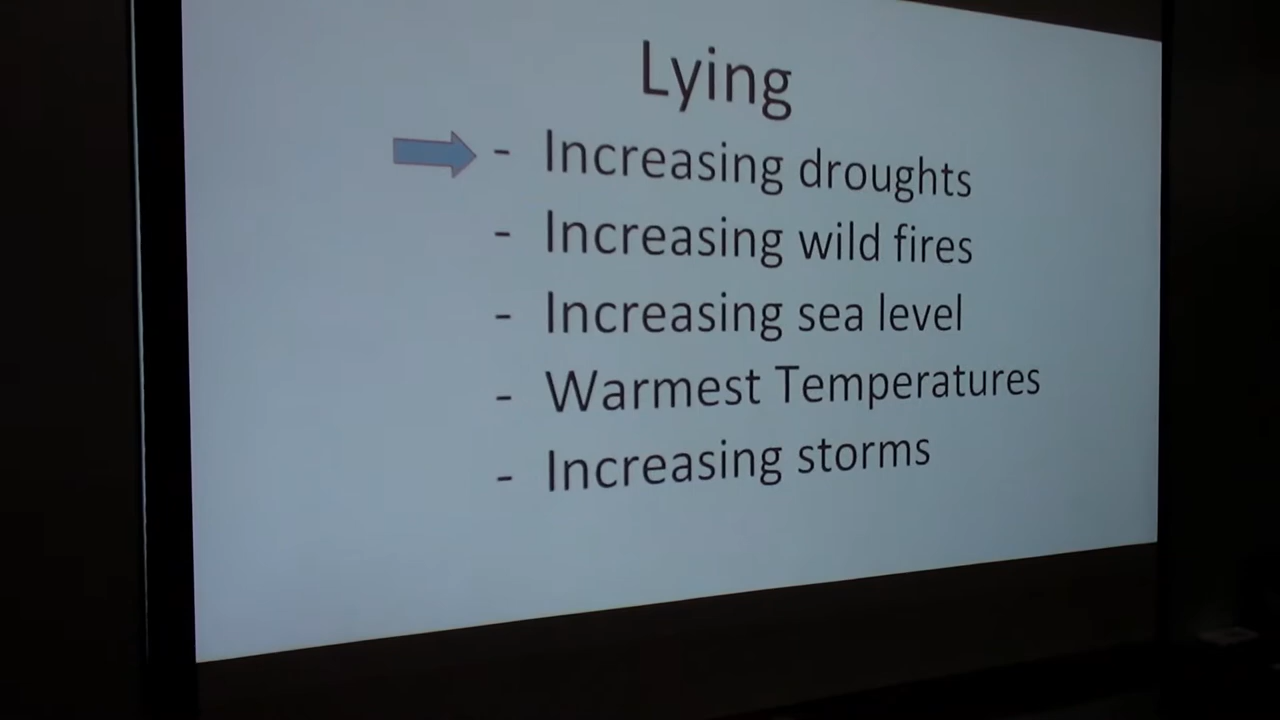 Lying
- Increasing droughts
- Increasing wild fires
- Increasing sea level
- Warmest Temperatures
- Increasing storms